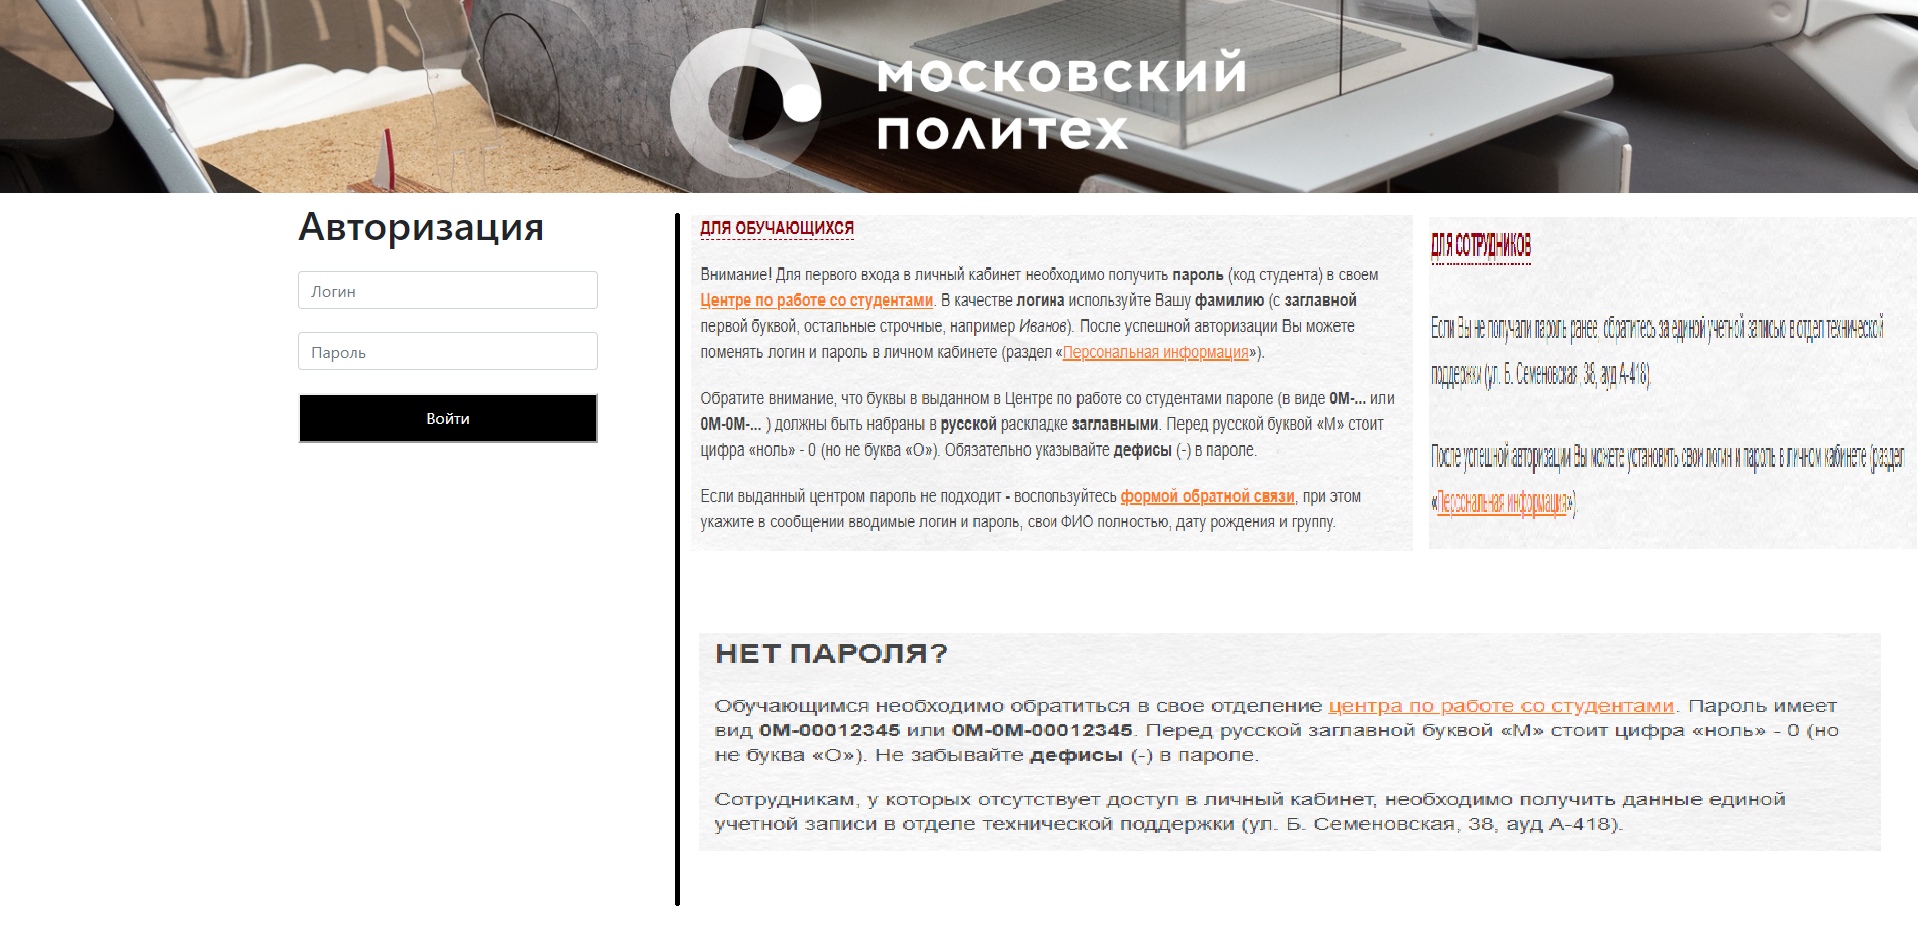 МОСКОВСКИЙ
ПОЛИТЕХ
Авторизация
Логин
Пароль
Войти
ДЛЯ ОБУЧАЮЩИХСЯ
Внимание! Для первого входа в личный кабинет необходимо получить пароль (код студента) в своем
Центре по работе со студентами. В качестве логина используйте Вашу фамилию (с заглавной
первой буквой, остальные строчные, например Иванов). После успешной авторизации Вы можете
поменять логин и пароль в личном кабинете (раздел «Персональная информация»).
Обратите внимание, что буквы в выданном в Центре по работе со студентами пароле (в виде 0М-... или
0М-0М-... ) должны быть набраны в русской раскладке заглавными. Перед русской буквой «М» стоит
цифра «ноль» - 0 (но не буква «О»). Обязательно указывайте дефисы (-) в пароле.
Если выданный центром пароль не подходит - воспользуйтесь формой обратной связи, при этом
укажите в сообщении вводимые логин и пароль, свои ФИО полностью, дату рождения и группу.
ДЛЯ СОТРУДНИКОВ
Если Вы не получали пароль ранее, обратитесь за единой учетной записью в отдел технической
поддержки (ул. Б. Семеновская, 38, ауд А-418).
После успешной авторизации Вы можете установить свои логин и пароль в личном кабинете (раздел
«Персональная информация»).
НЕТ ПАРОЛЯ?
Обучающимся необходимо обратиться в свое отделение центра по работе со студентами. Пароль имеет
вид 0М-00012345 или 0М-0М-00012345. Перед русской заглавной буквой «М» стоит цифра «ноль» - 0 (но
не буква «О»). Не забывайте дефисы (-) в пароле.
Сотрудникам, у которых отсутствует доступ в личный кабинет, необходимо получить данные единой
учетной записи в отделе технической поддержки (ул. Б. Семеновская, 38, ауд А-418).